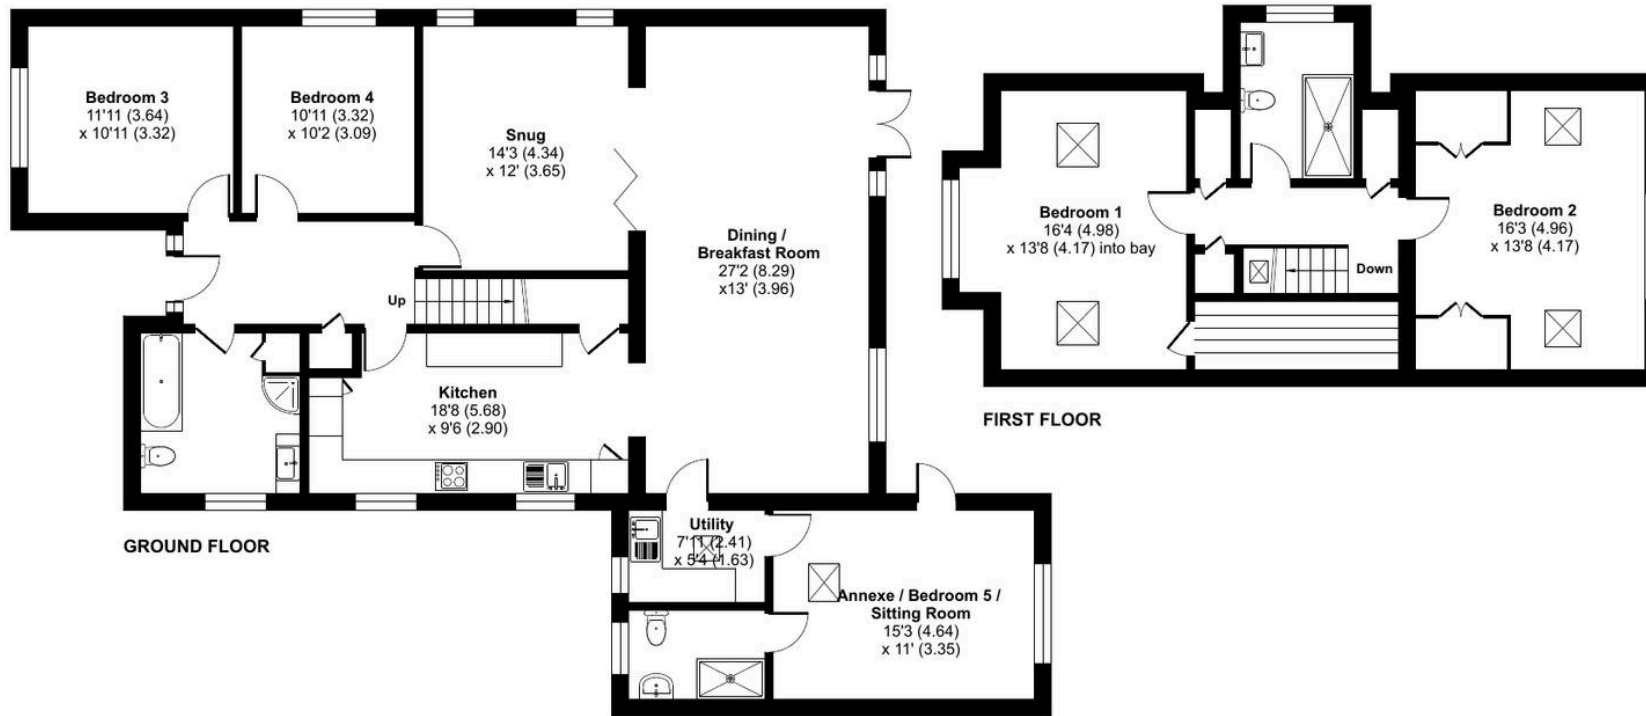 Bedroom 3
11'11 (3.64)
x 10'11 (3.32)
Bedroom 4
10'11 (3.32)
x 10'2 (3.09)
Snug
14'3 (4.34)
x 12' (3.65)
Dining /
Breakfast Room
27'2 (8.29)
x13' (3.96)
Up
Kitchen
18'8 (5.68)
x 9'6 (2.90)
GROUND FLOOR
Utility
7'11 (2.41)
x 5'4 (1.63)
Annexe / Bedroom 5 /
Sitting Room
15'3 (4.64)
x 11' (3.35)
Bedroom 1
16'4 (4.98)
x 13'8 (4.17) into bay
Down
Bedroom 2
16'3 (4.96)
x 13'8 (4.17)
FIRST FLOOR